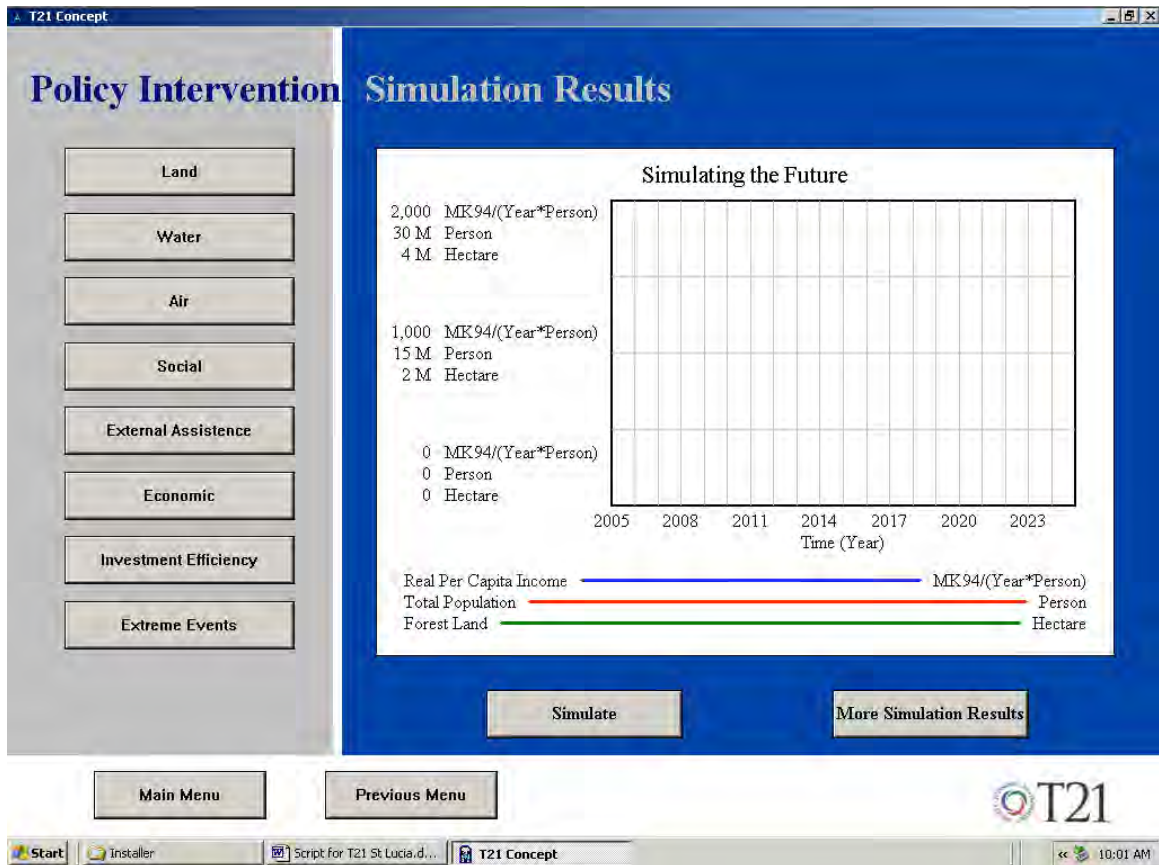 T21 Concept
Policy Intervention
Simulation Results
Land
Water
Air
Social
External Assistence
Economic
Investment Efficiency
Extreme Events
Simulating the Future
2,000 MK94/(Year*Person)
30 M Person
4 M Hectare
1,000 MK94/(Year*Person)
15 M Person
2 M Hectare
0 MK94/(Year*Person)
0 Person
0 Hectare
2005 2008 2011 2014 2017 2020 2023
Time (Year)
Real Per Capita Income MK94/(Year*Person)
Total Population Person
Forest Land Hectare
Simulate
More Simulation Results
Main Menu
Previous Menu
T21
Start
Installer
Script for T21 St Lucia.d...
T21 Concept
10:01 AM